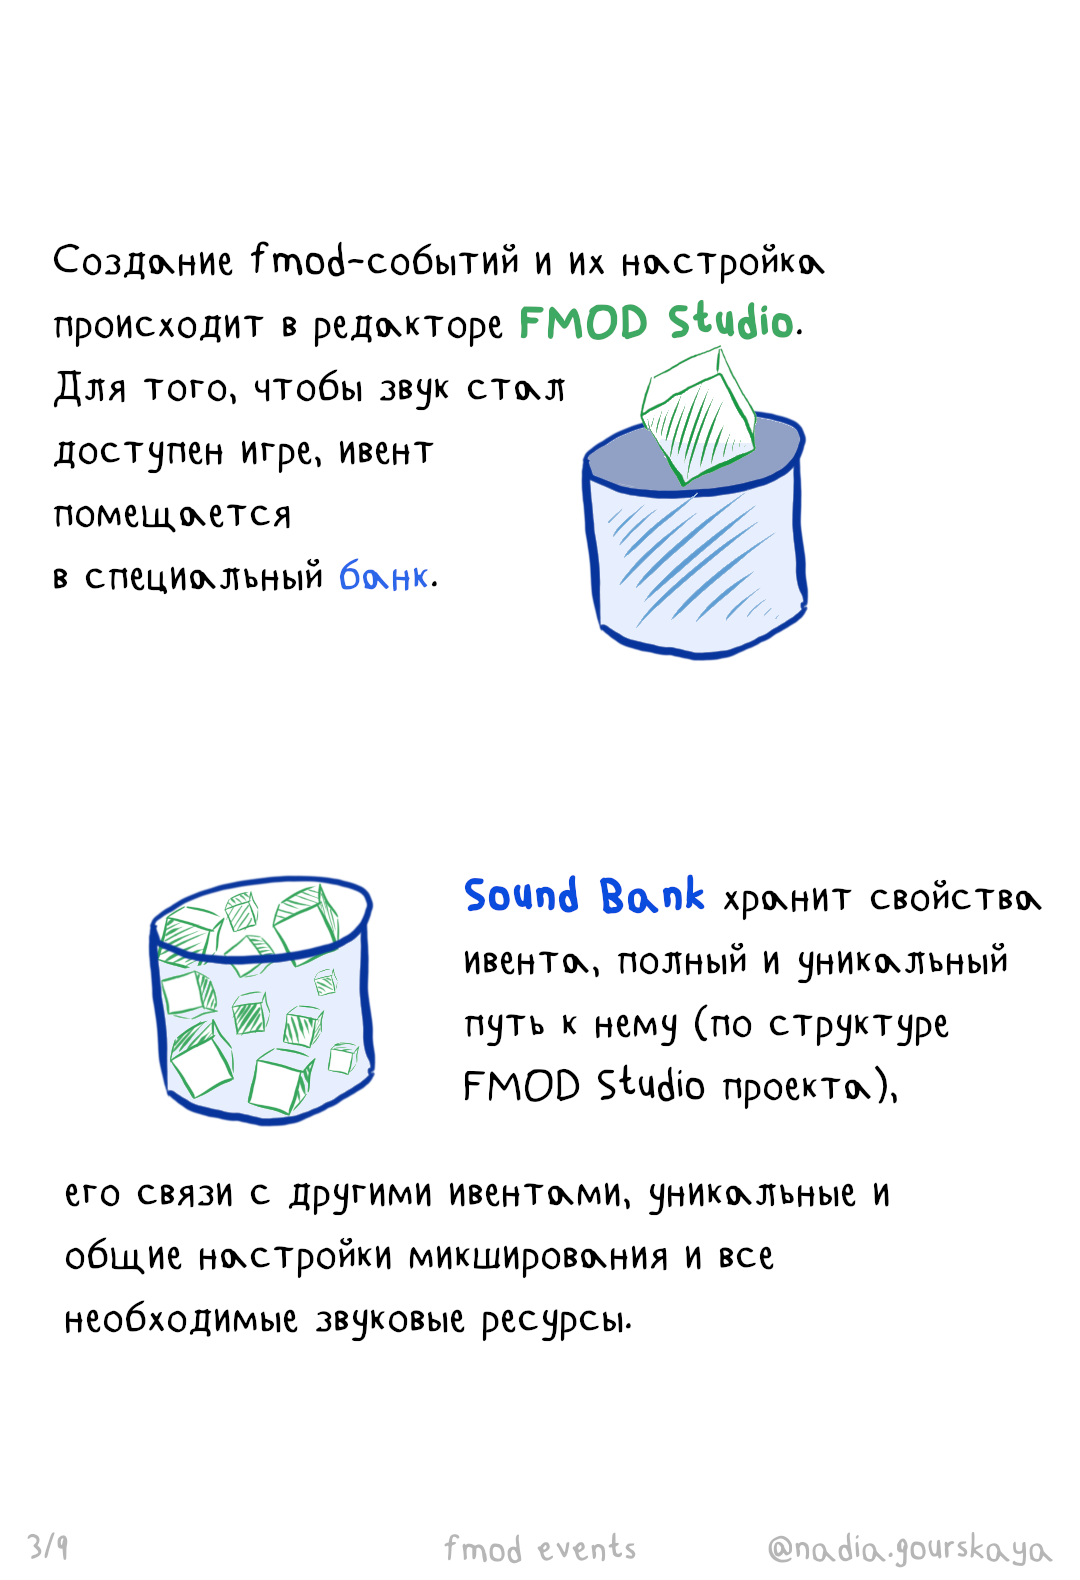 Создание fmod-событий и их настройка
происходит в редакторе FMOD Studio.
Для того, чтобы звук стал
доступен игре, ивент
помещается
в специальный банк.
Sound Bank хранит свойства
ивента, полный и уникальный
путь к нему (по структуре
FMOD Studio проекта),
его связи с другими ивентами, уникальные и
общие настройки микширования и все
необходимые звуковые ресурсы.
3/9
fmod events
@nadia.gourskaya